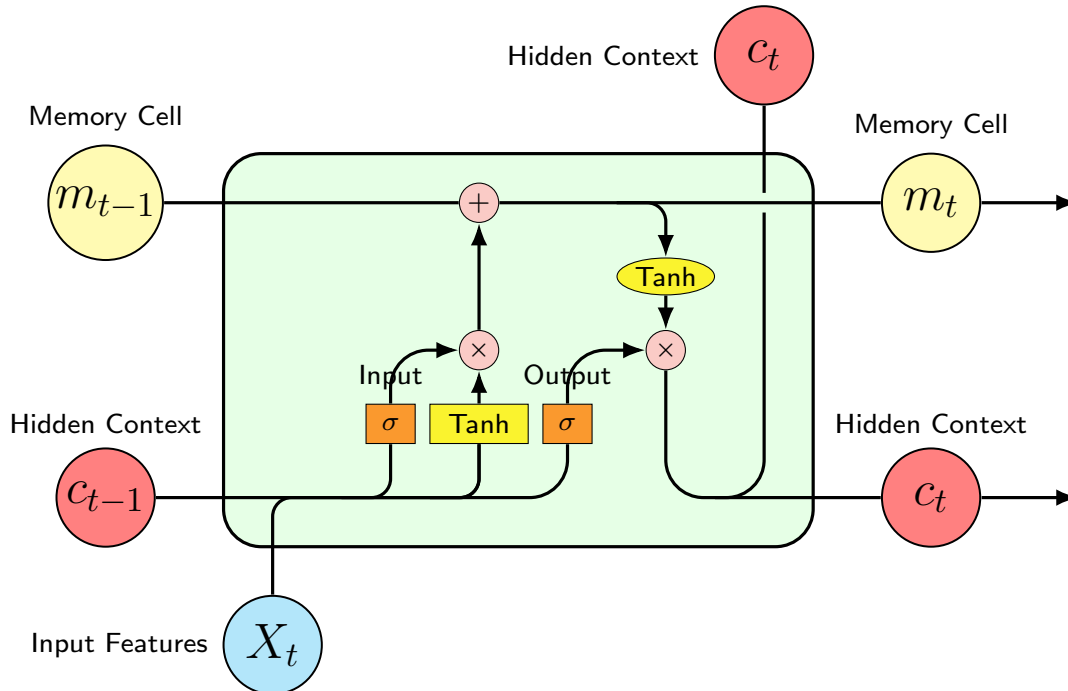 Hidden Context
c_t
Memory Cell
m_{t-1}
+
Memory Cell
m_t
Tanh
×
×
Input
Output
σ
Tanh
σ
Hidden Context
c_{t-1}
Hidden Context
c_t
Input Features
X_t